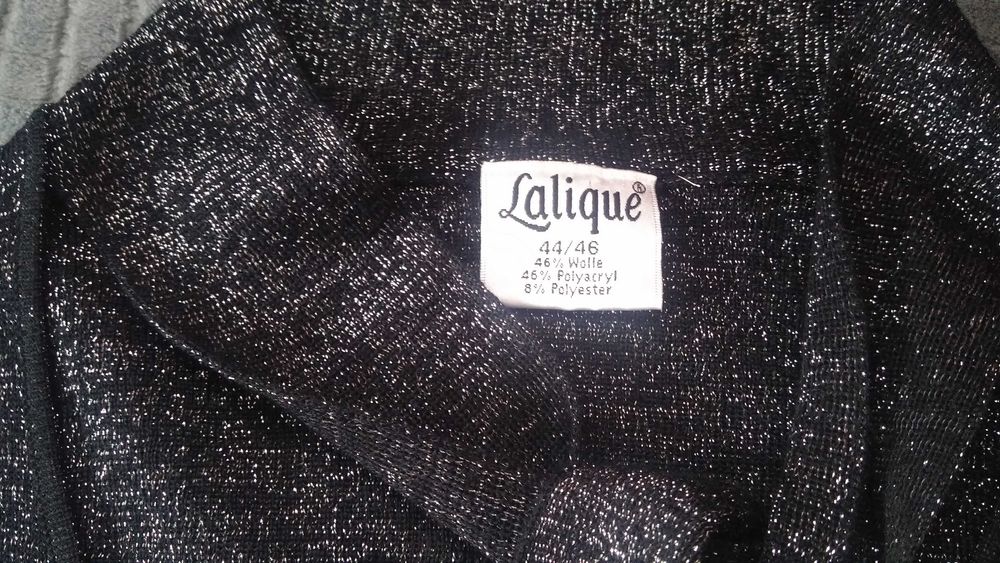 Lalique®
44/46
46% Wolle
46% Polyacryl
8% Polyester